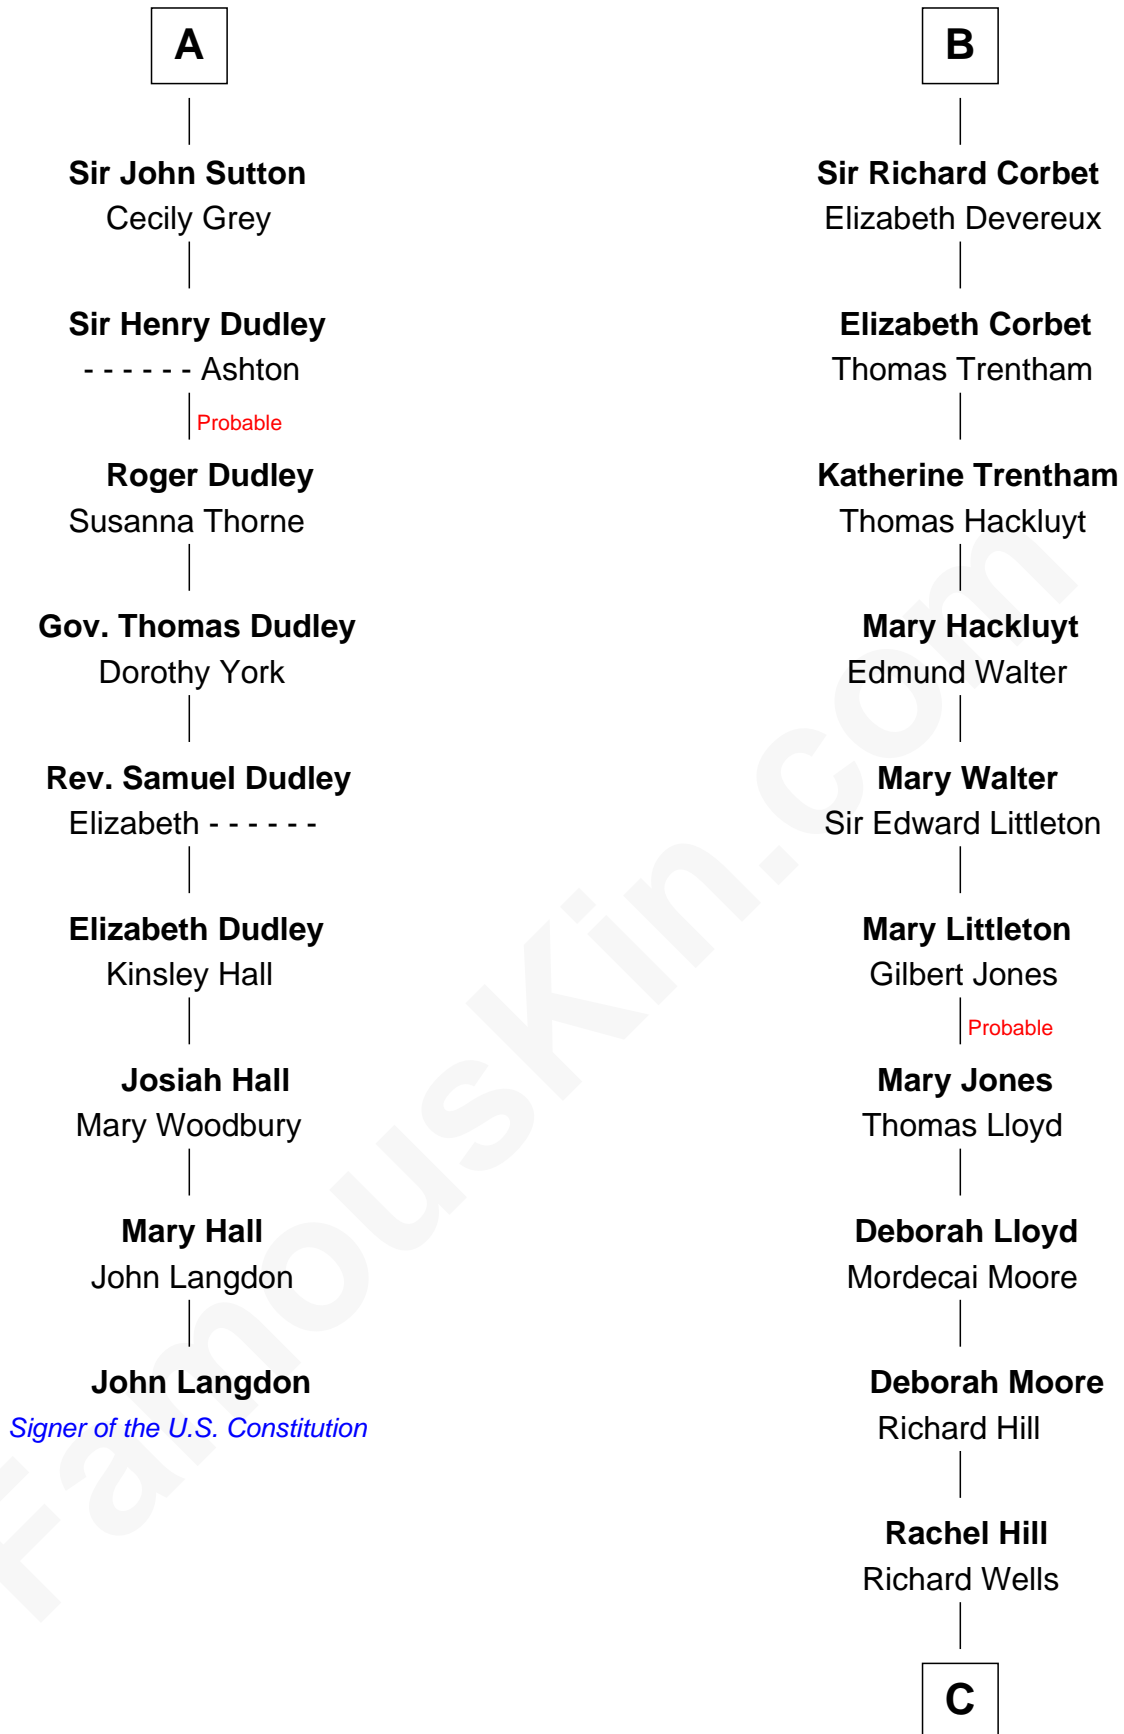 A
Sir John Sutton
Cecily Grey
Sir Henry Dudley
- - - - - - Ashton
Probable
Roger Dudley
Susanna Thorne
Gov. Thomas Dudley
Dorothy York
Rev. Samuel Dudley
Elizabeth - - - - - -
Elizabeth Dudley
Kinsley Hall
Josiah Hall
Mary Woodbury
Mary Hall
John Langdon
John Langdon
Signer of the U.S. Constitution
B
Sir Richard Corbet
Elizabeth Devereux
Elizabeth Corbet
Thomas Trentham
Katherine Trentham
Thomas Hackluyt
Mary Hackluyt
Edmund Walter
Mary Walter
Sir Edward Littleton
Mary Littleton
Gilbert Jones
Probable
Mary Jones
Thomas Lloyd
Deborah Lloyd
Mordecai Moore
Deborah Moore
Richard Hill
Rachel Hill
Richard Wells
C
FamousKin.com